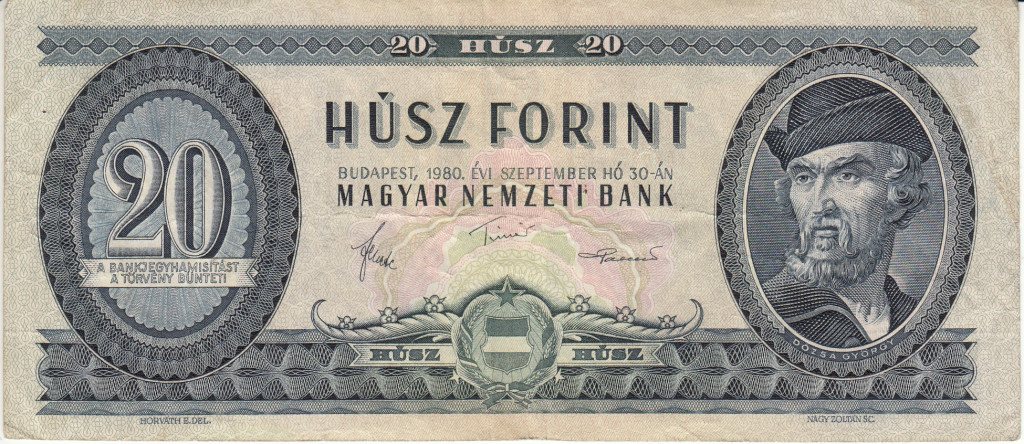 20 HÚSZ 20
HÚSZ FORINT
BUDAPEST, 1980. ÉVI SZEPTEMBER HÓ 30-ÁN
MAGYAR NEMZETI BANK
20
A BANKJEGYHAMISÍTÁST
A TÖRVÉNY BÜNTETI
HÚSZ HÚSZ
DÓZSA GYÖRGY
HORVÁTH E. DEL.
NAGY ZOLTÁN SC.